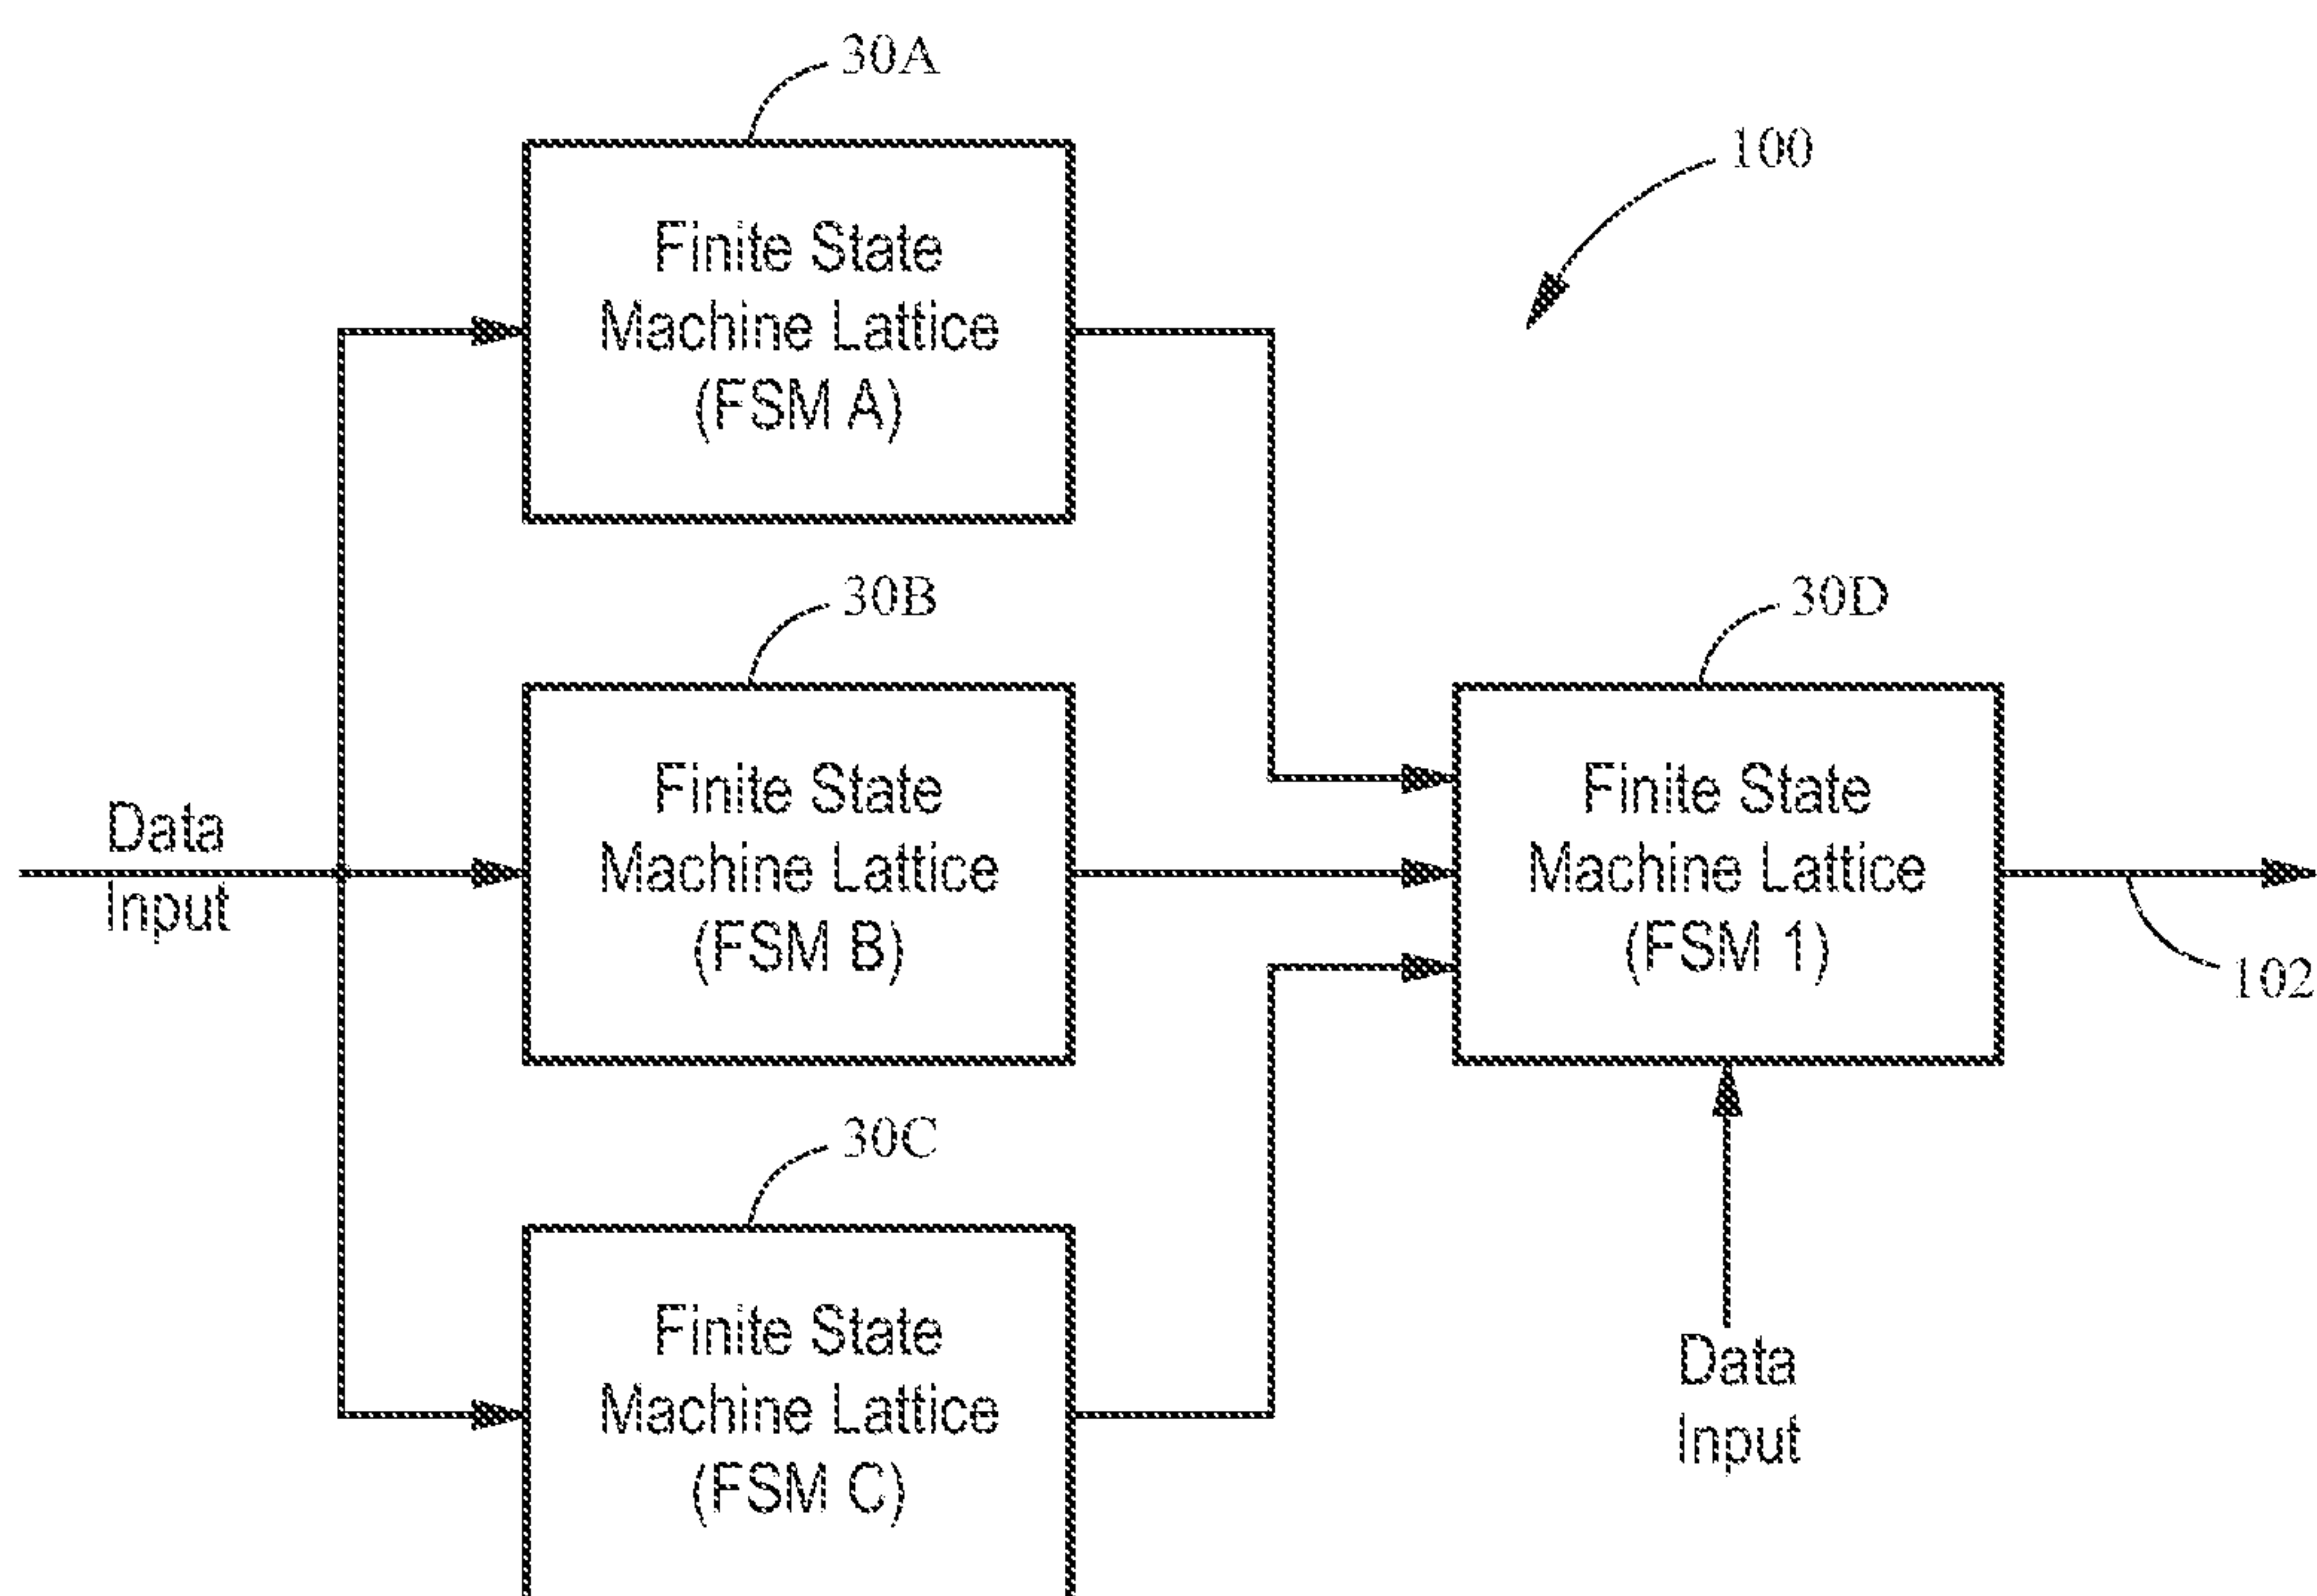 30A
100
Finite State
Machine Lattice
(FSM A)
30B
30D
Data
Input
Finite State
Machine Lattice
(FSM B)
Finite State
Machine Lattice
(FSM 1)
102
30C
Finite State
Machine Lattice
(FSM C)
Data
Input